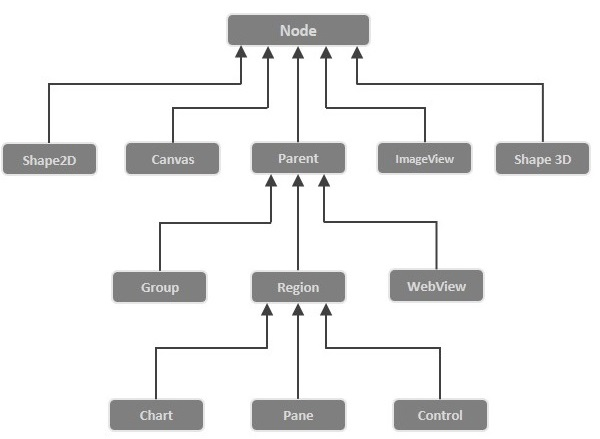 Node
Shape2D
Canvas
Parent
ImageView
Shape 3D
Group
Region
WebView
Chart
Pane
Control